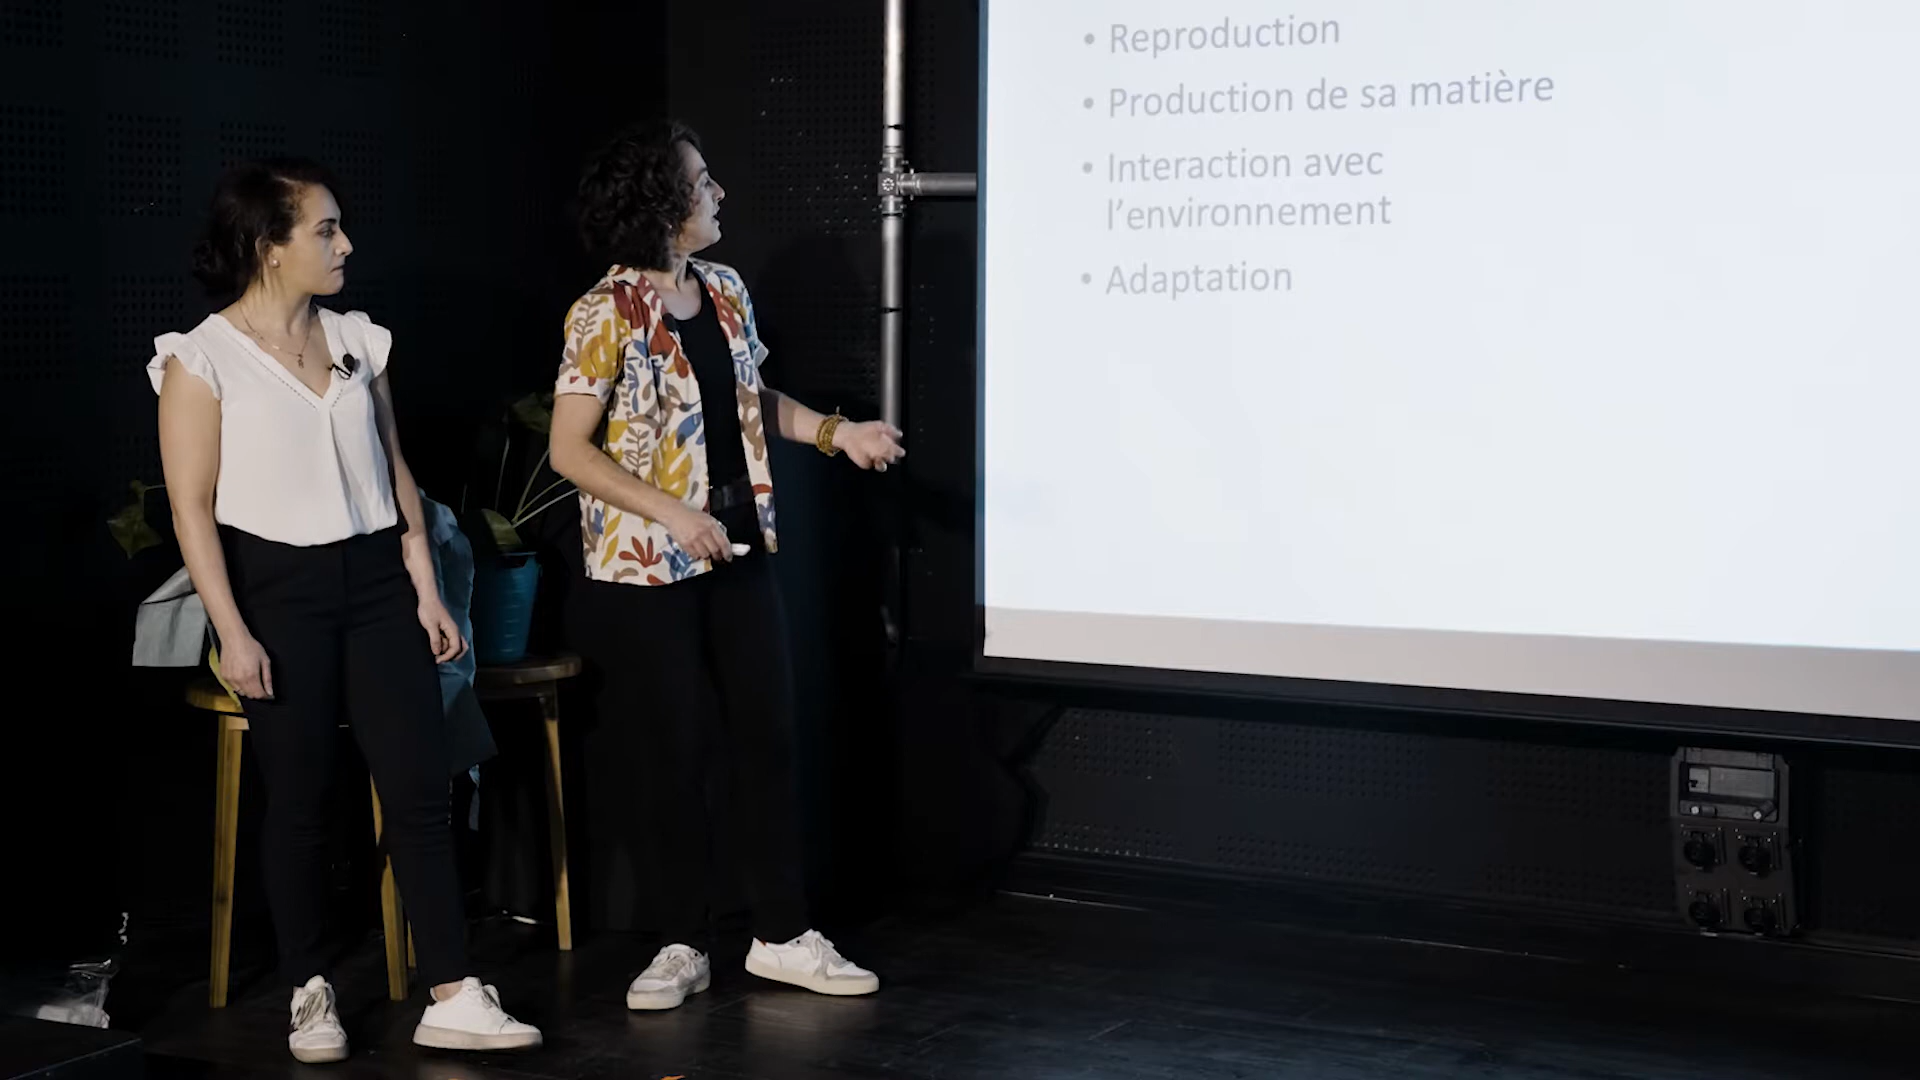 • Reproduction
• Production de sa matière
• Interaction avec
l’environnement
• Adaptation